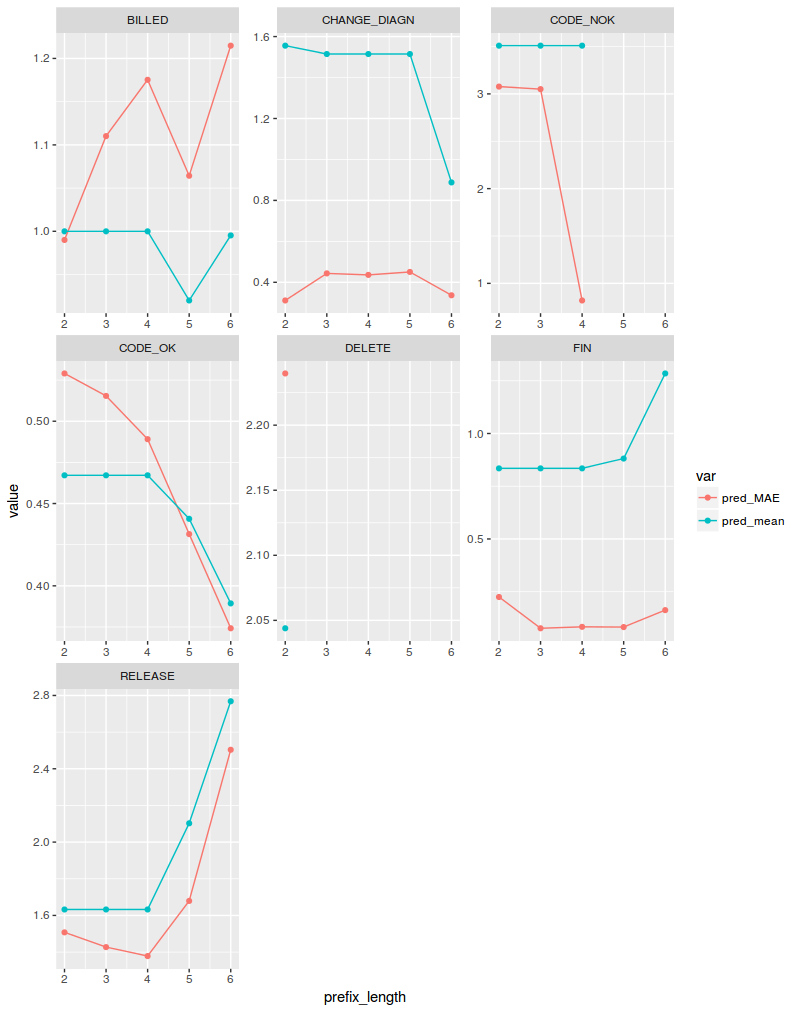 BILLED
CHANGE_DIAGN
CODE_NOK
1.2
1.1
1.0
2 3 4 5 6
1.6
1.2
0.8
0.4
2 3 4 5 6
3
2
1
2 3 4 5 6
CODE_OK
DELETE
FIN
0.50
0.45
0.40
2 3 4 5 6
2.20
2.15
2.10
2.05
2 3 4 5 6
1.0
0.5
2 3 4 5 6
RELEASE
2.8
2.4
2.0
1.6
2 3 4 5 6
value
prefix_length
var
pred_MAE
pred_mean